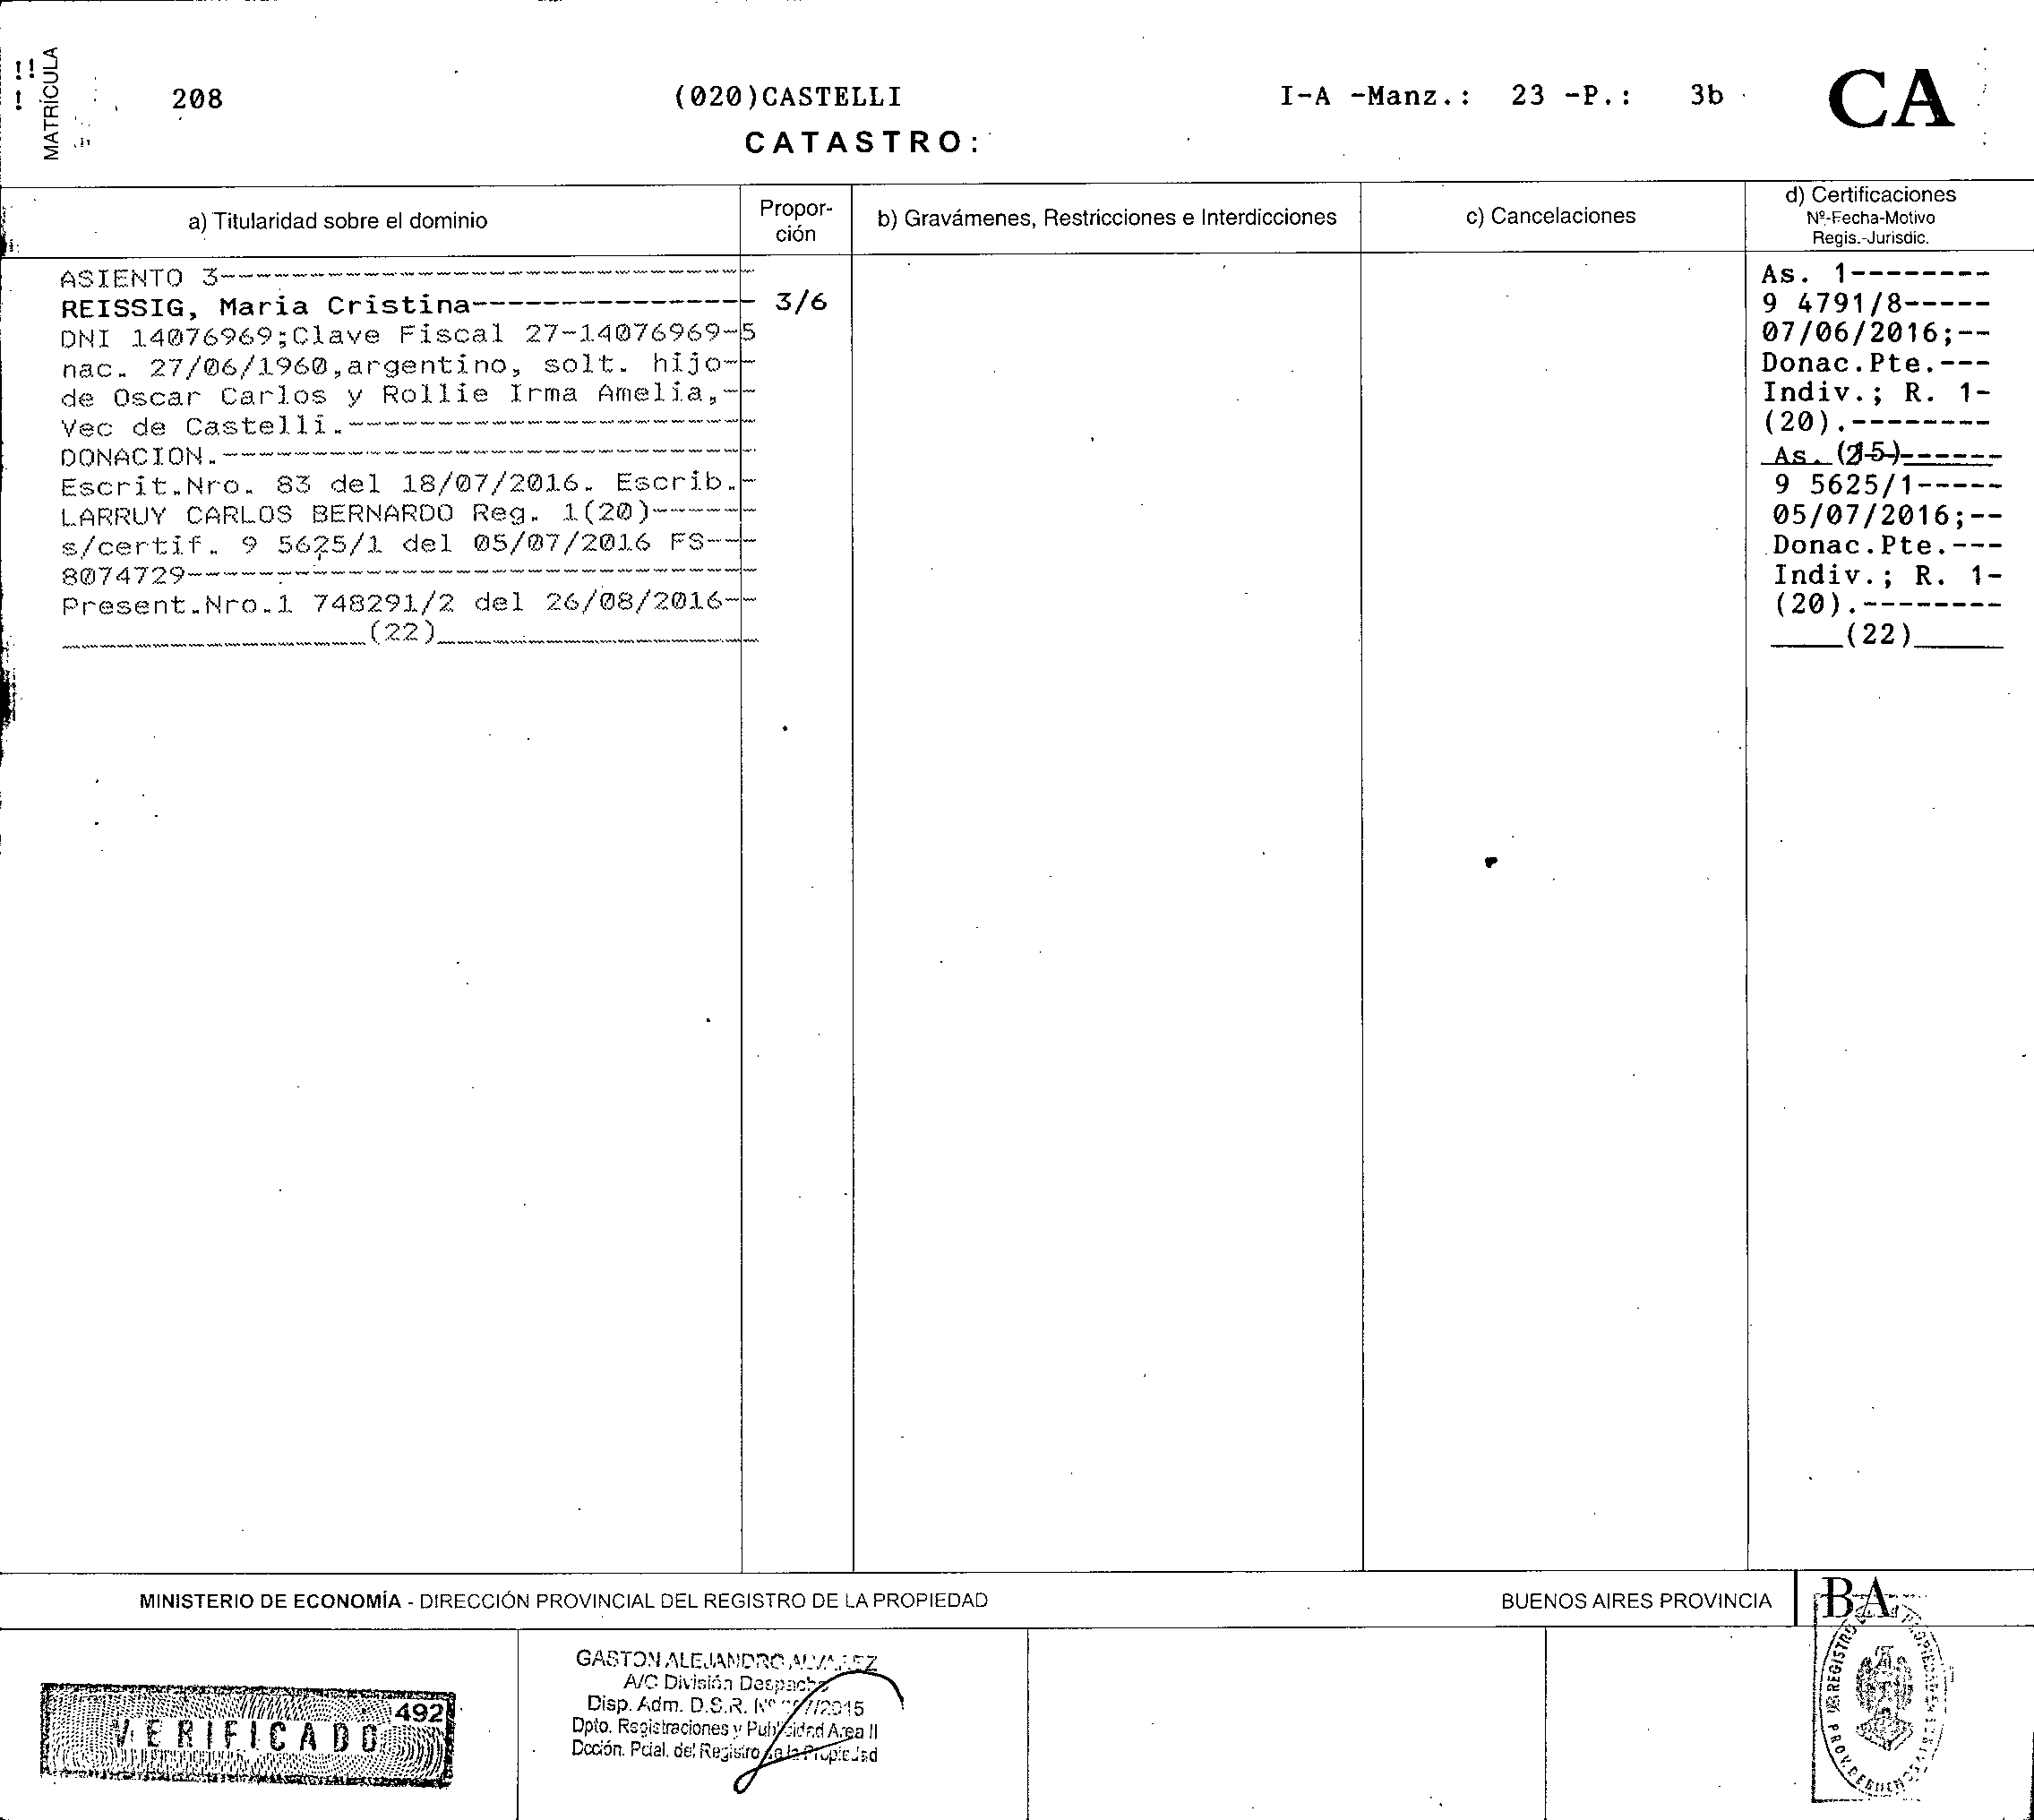 !!
!
MATRÍCULA
208
(020)CASTELLI
I-A -Manz.: 23 -P.: 3b
CA
CATASTRO:
a) Titularidad sobre el dominio
Propor-
ción
b) Gravámenes, Restricciones e Interdicciones
c) Cancelaciones
d) Certificaciones
Nº-Fecha-Motivo
Regis.-Jurisdic.
ASIENTO 3------------------------------
REISSIG, Maria Cristina----------------
3/6
DNI 14076969;Clave Fiscal 27-14076969-5
nac. 27/06/1960,argentino, solt. hijo--
de Oscar Carlos y Rollie Irma Amelia,--
Vec de Castelli.-----------------------
DONACION.------------------------------
Escrit.Nro. 83 del 18/07/2016. Escrib.-
LARRUY CARLOS BERNARDO Reg. 1(20)------
s/certif. 9 5625/1 del 05/07/2016 FS---
8074729--------------------------------
Present.Nro.1 748291/2 del 26/08/2016--
_________________(22)__________________
As. 1--------
9 4791/8-----
07/06/2016;--
Donac.Pte.---
Indiv.; R. 1-
(20).--------
As.
9 5625/1-----
05/07/2016;--
Donac.Pte.---
Indiv.; R. 1-
(20).--------
____(22)_____
MINISTERIO DE ECONOMÍA - DIRECCIÓN PROVINCIAL DEL REGISTRO DE LA PROPIEDAD
BUENOS AIRES PROVINCIA
BA
492
VERIFICADO
GASTON ALEJANDRO
A/C División Despacho
Disp. Adm. D.S.R. Nº
Dpto. Registraciones y Publicidad Area II
Dcción. Pcial. del Registro de la Propiedad
REGISTRO
PROV. DE BUENOS